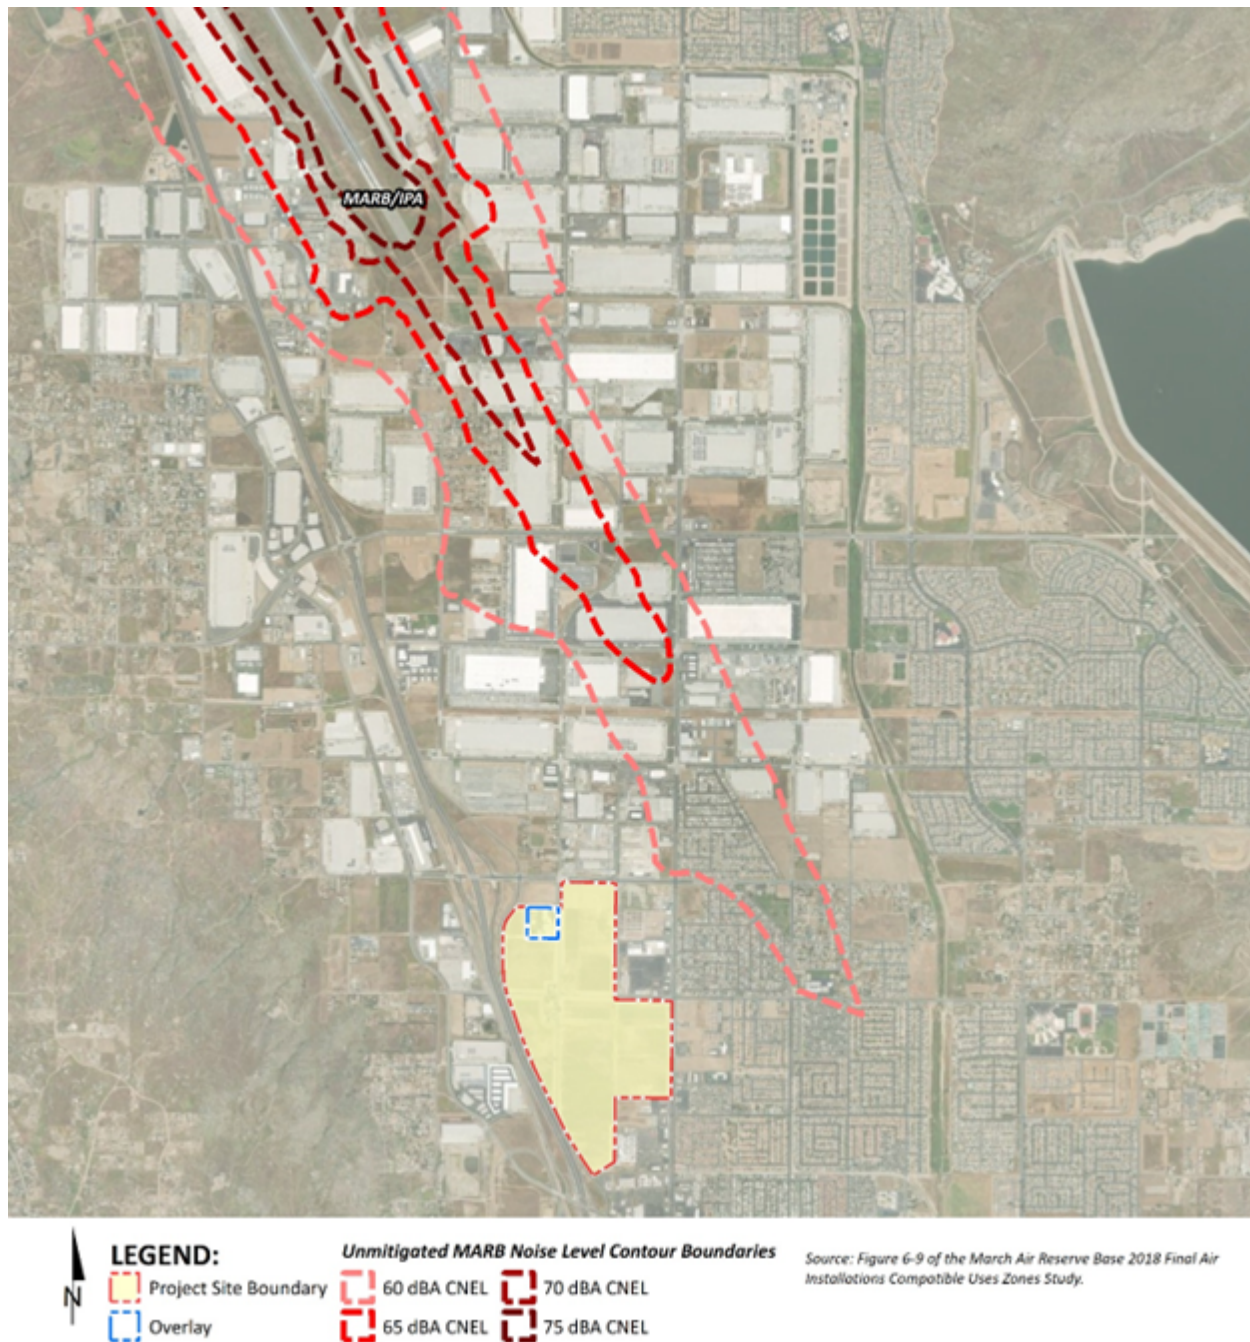 MARB/IPA
LEGEND:
Project Site Boundary
Overlay
Unmitigated MARB Noise Level Contour Boundaries
60 dBA CNEL
70 dBA CNEL
65 dBA CNEL
75 dBA CNEL
Source: Figure 6-9 of the March Air Reserve Base 2018 Final Air
Installations Compatible Uses Zones Study.
N